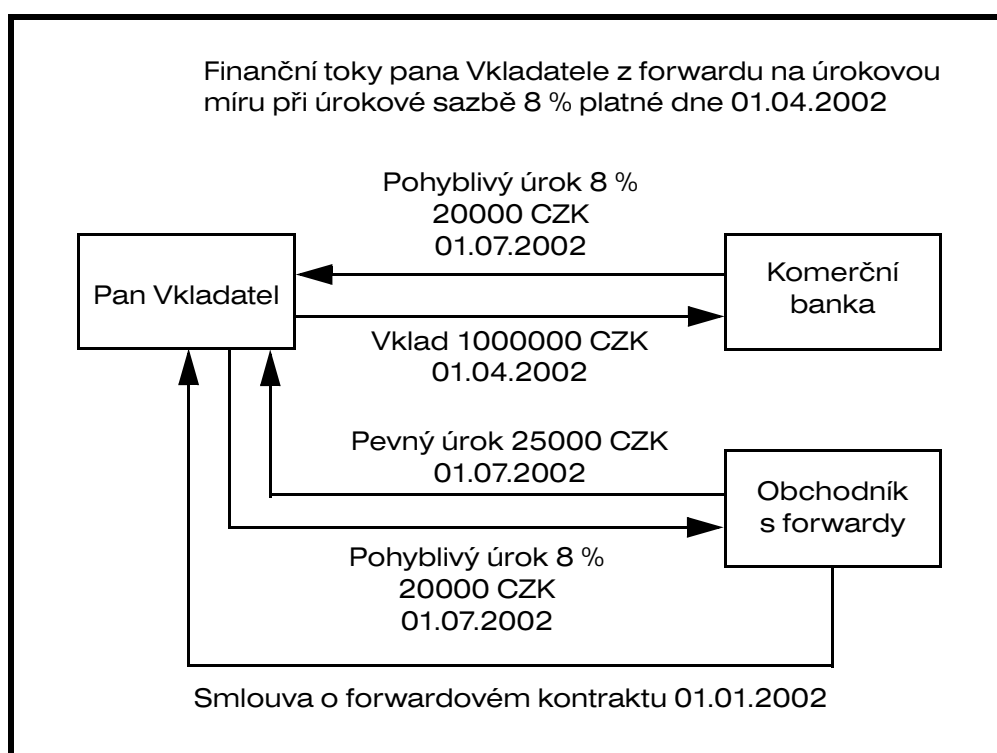 Finanční toky pana Vkladatele z forwardu na úrokovou
míru při úrokové sazbě 8 % platné dne 01.04.2002
Pohyblivý úrok 8 %
20000 CZK
01.07.2002
Pan Vkladatel
Komerční
banka
Vklad 1000000 CZK
01.04.2002
Pevný úrok 25000 CZK
01.07.2002
Obchodník
s forwardy
Pohyblivý úrok 8 %
20000 CZK
01.07.2002
Smlouva o forwardovém kontraktu 01.01.2002